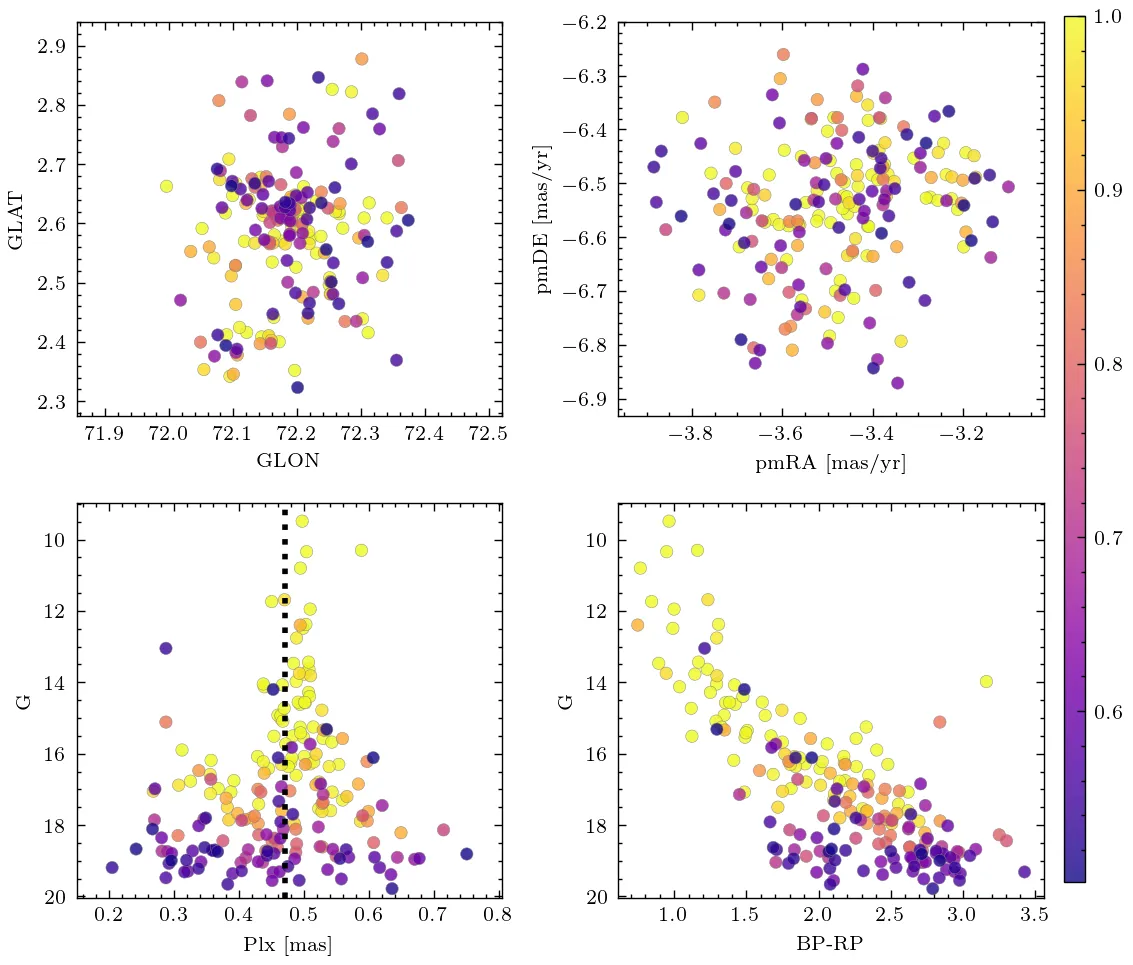 2.9
2.8
2.7
2.6
2.5
2.4
2.3
GLAT
71.9 72.0 72.1 72.2 72.3 72.4 72.5
GLON
−6.2
−6.3
−6.4
−6.5
−6.6
−6.7
−6.8
−6.9
pmDE [mas/yr]
−3.8 −3.6 −3.4 −3.2
pmRA [mas/yr]
1.0
0.9
0.8
0.7
0.6
10
12
14
16
18
20
G
0.2 0.3 0.4 0.5 0.6 0.7 0.8
Plx [mas]
10
12
14
16
18
20
G
1.0 1.5 2.0 2.5 3.0 3.5
BP-RP